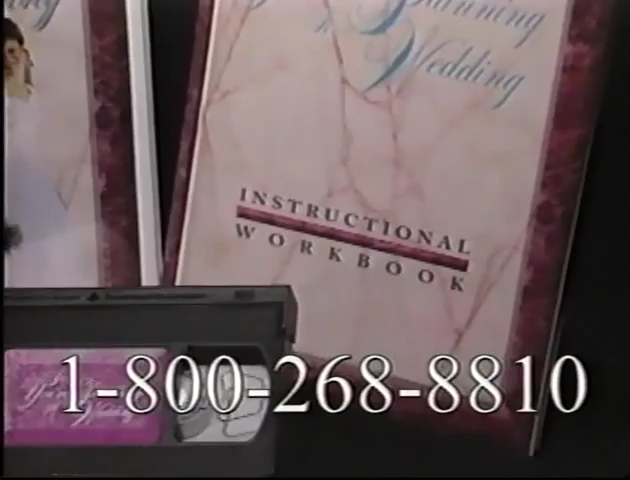 Planning
Wedding
INSTRUCTIONAL
WORKBOOK
1-800-268-8810